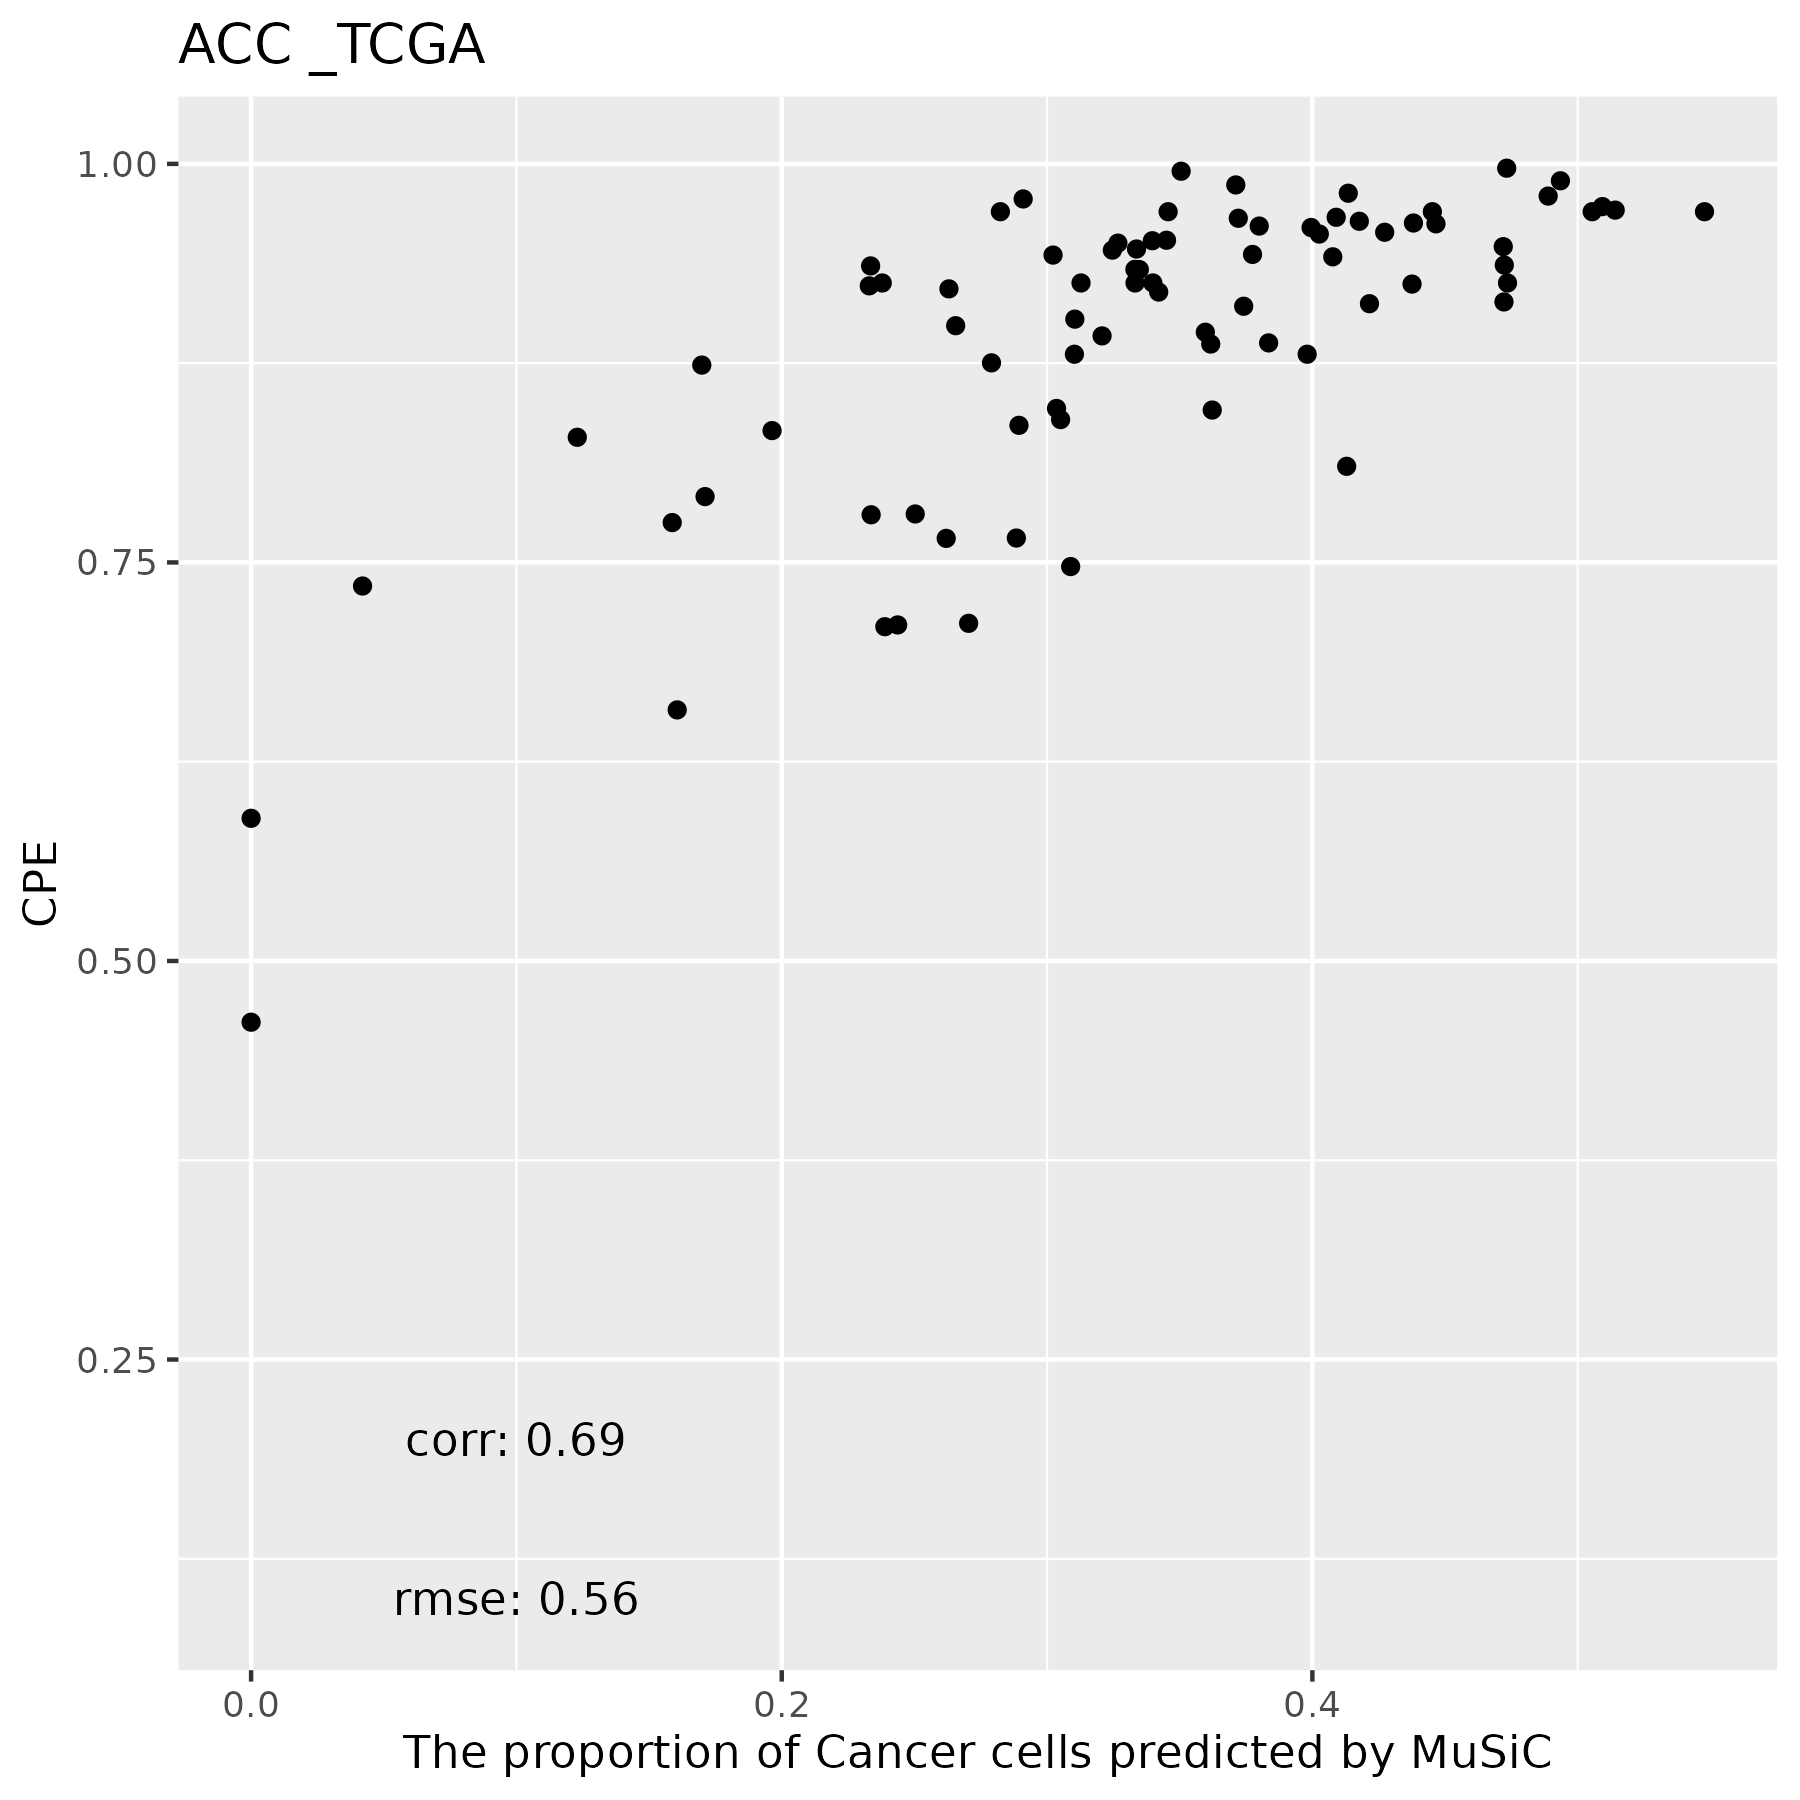 ACC _TCGA
1.00
0.75
0.50
0.25
CPE
corr: 0.69
rmse: 0.56
0.0 0.2 0.4
The proportion of Cancer cells predicted by MuSiC